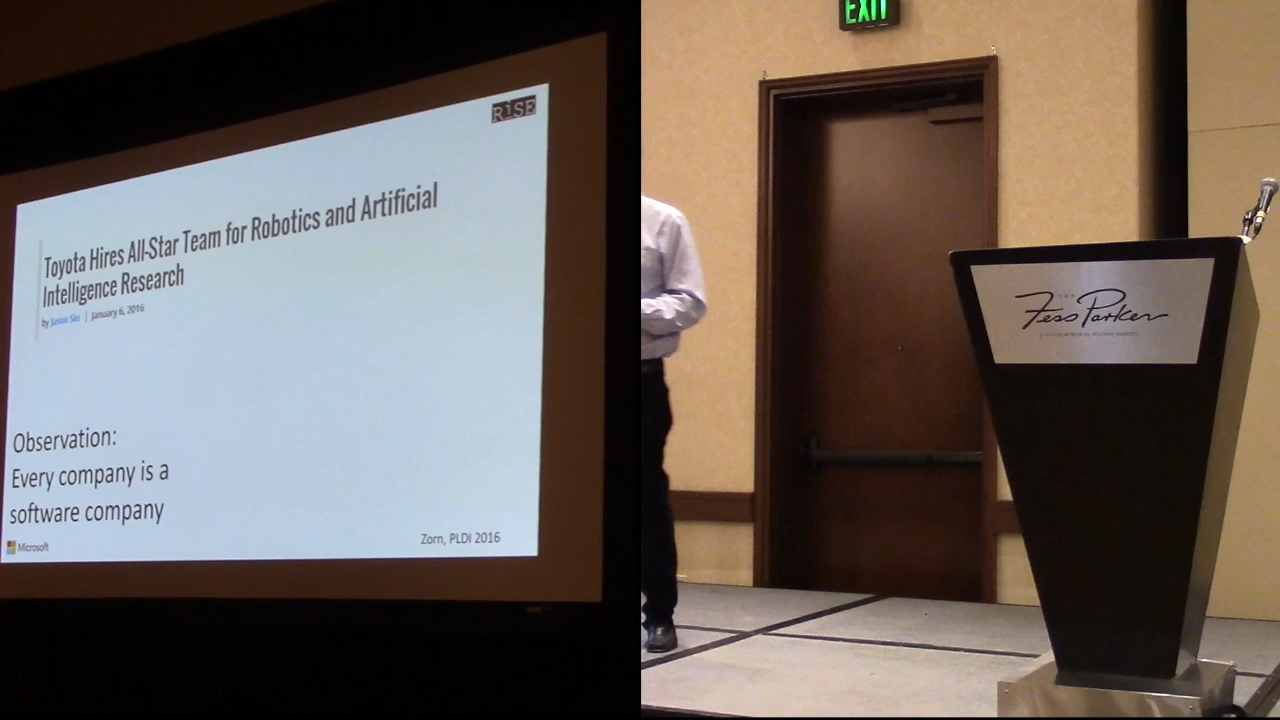 RiSE
Toyota Hires All-Star Team for Robotics and Artificial
Intelligence Research
by Jason Siu | January 6, 2016
Observation:
Every company is a
software company
Microsoft
Zorn, PLDI 2016
EXIT
Fess Parker